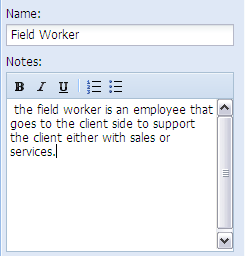 Name:
Field Worker
Notes:
B I U
the field worker is an employee that
goes to the client side to support
the client either with sales or
services.